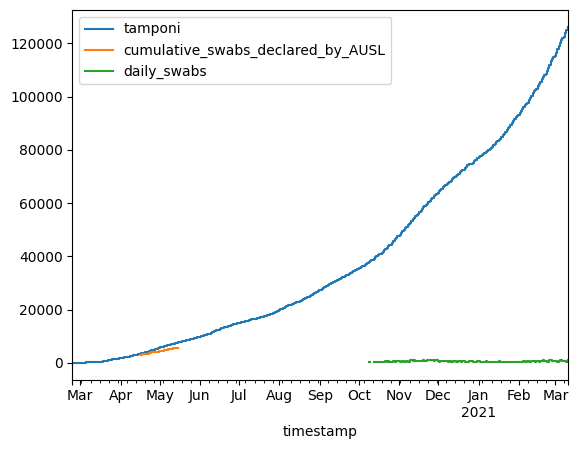 tamponi
cumulative_swabs_declared_by_AUSL
daily_swabs
120000
100000
80000
60000
40000
20000
0
Mar Apr May Jun Jul Aug Sep Oct Nov Dec Jan Feb Mar
2021
timestamp